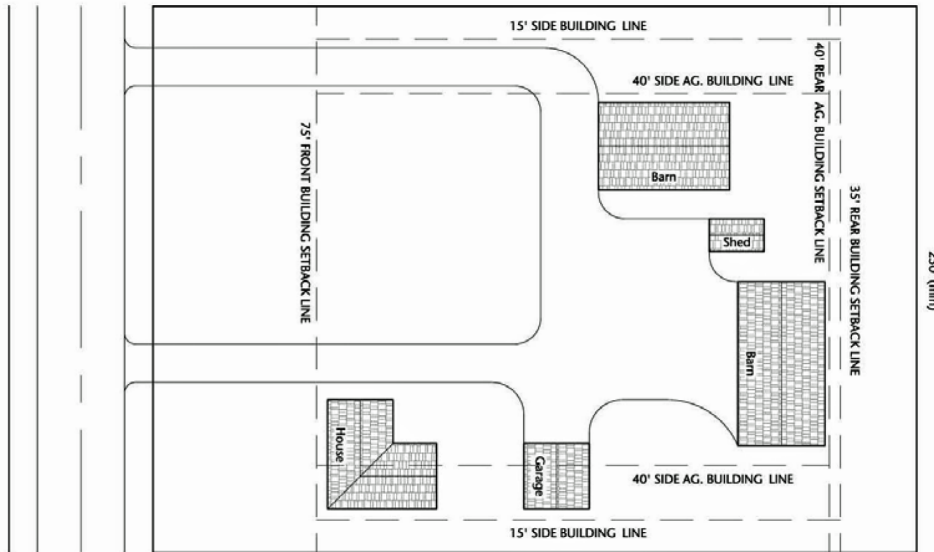 15' SIDE BUILDING LINE
40' SIDE AG. BUILDING LINE
40' REAR AG. BUILDING SETBACK LINE
75' FRONT BUILDING SETBACK LINE
35' REAR BUILDING SETBACK LINE
Barn
Shed
250' (min)
Barn
House
Garage
40' SIDE AG. BUILDING LINE
15' SIDE BUILDING LINE